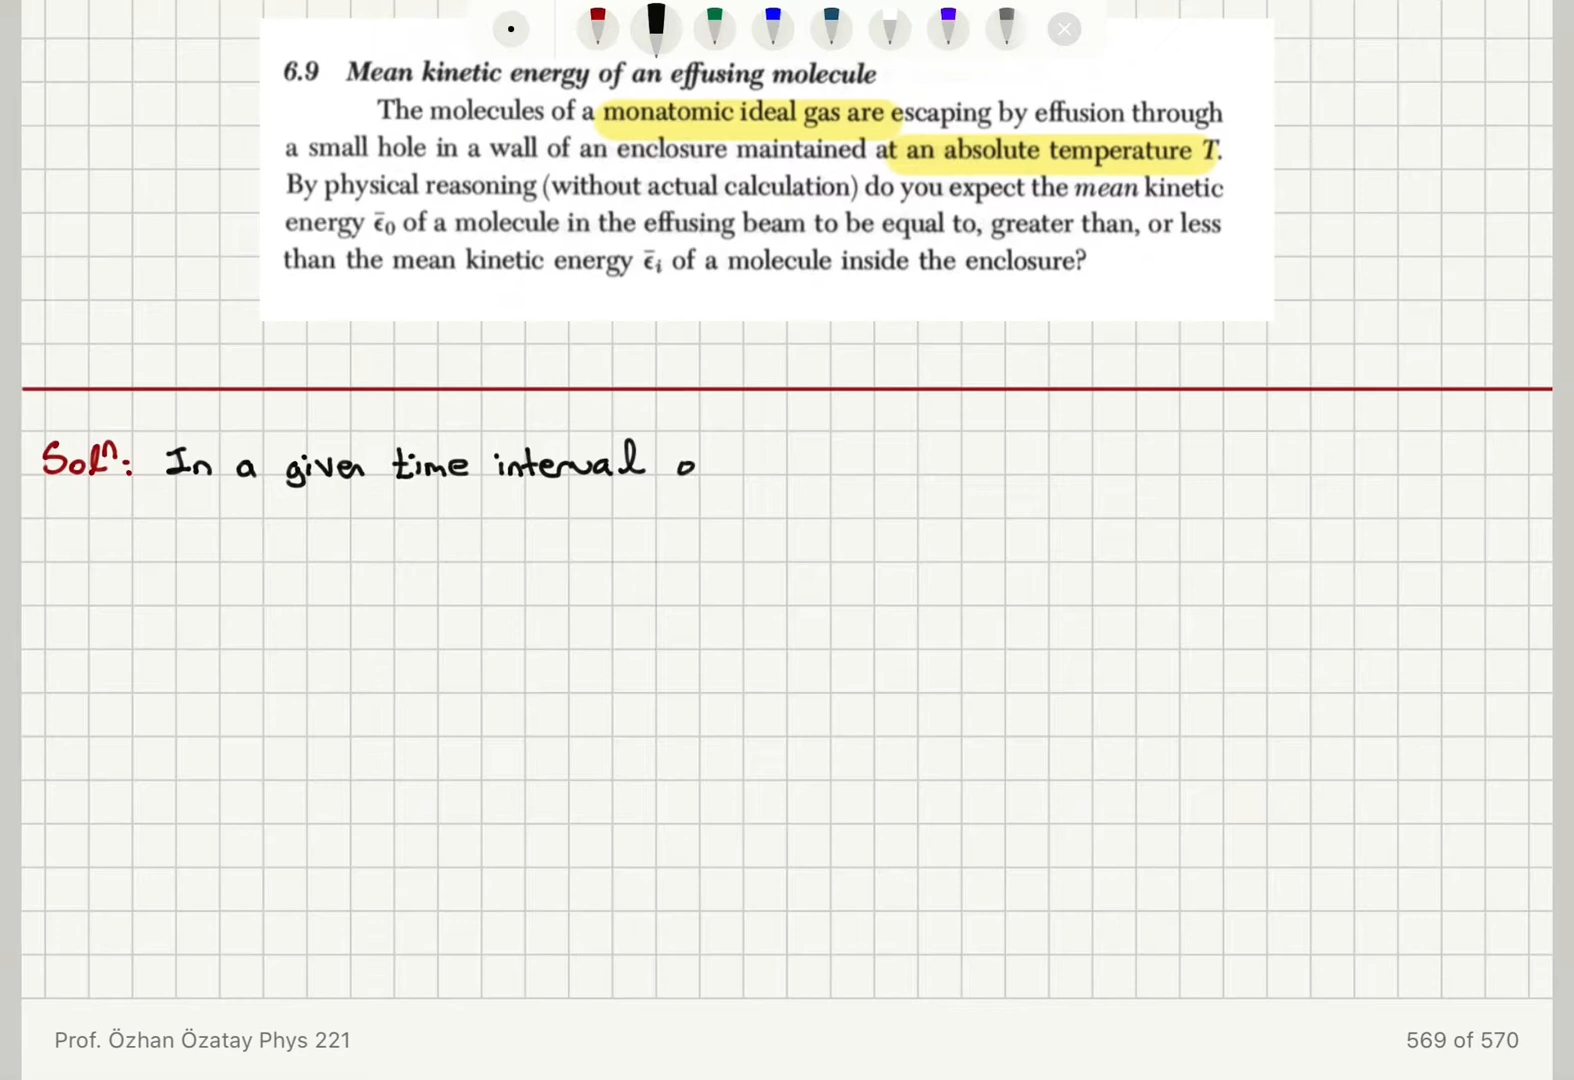 6.9 Mean kinetic energy of an effusing molecule
The molecules of a monatomic ideal gas are escaping by effusion through
a small hole in a wall of an enclosure maintained at an absolute temperature T.
By physical reasoning (without actual calculation) do you expect the mean kinetic
energy ε̄₀ of a molecule in the effusing beam to be equal to, greater than, or less
than the mean kinetic energy ε̄ᵢ of a molecule inside the enclosure?
Solⁿ: In a given time interval o
Prof. Özhan Özatay Phys 221
569 of 570